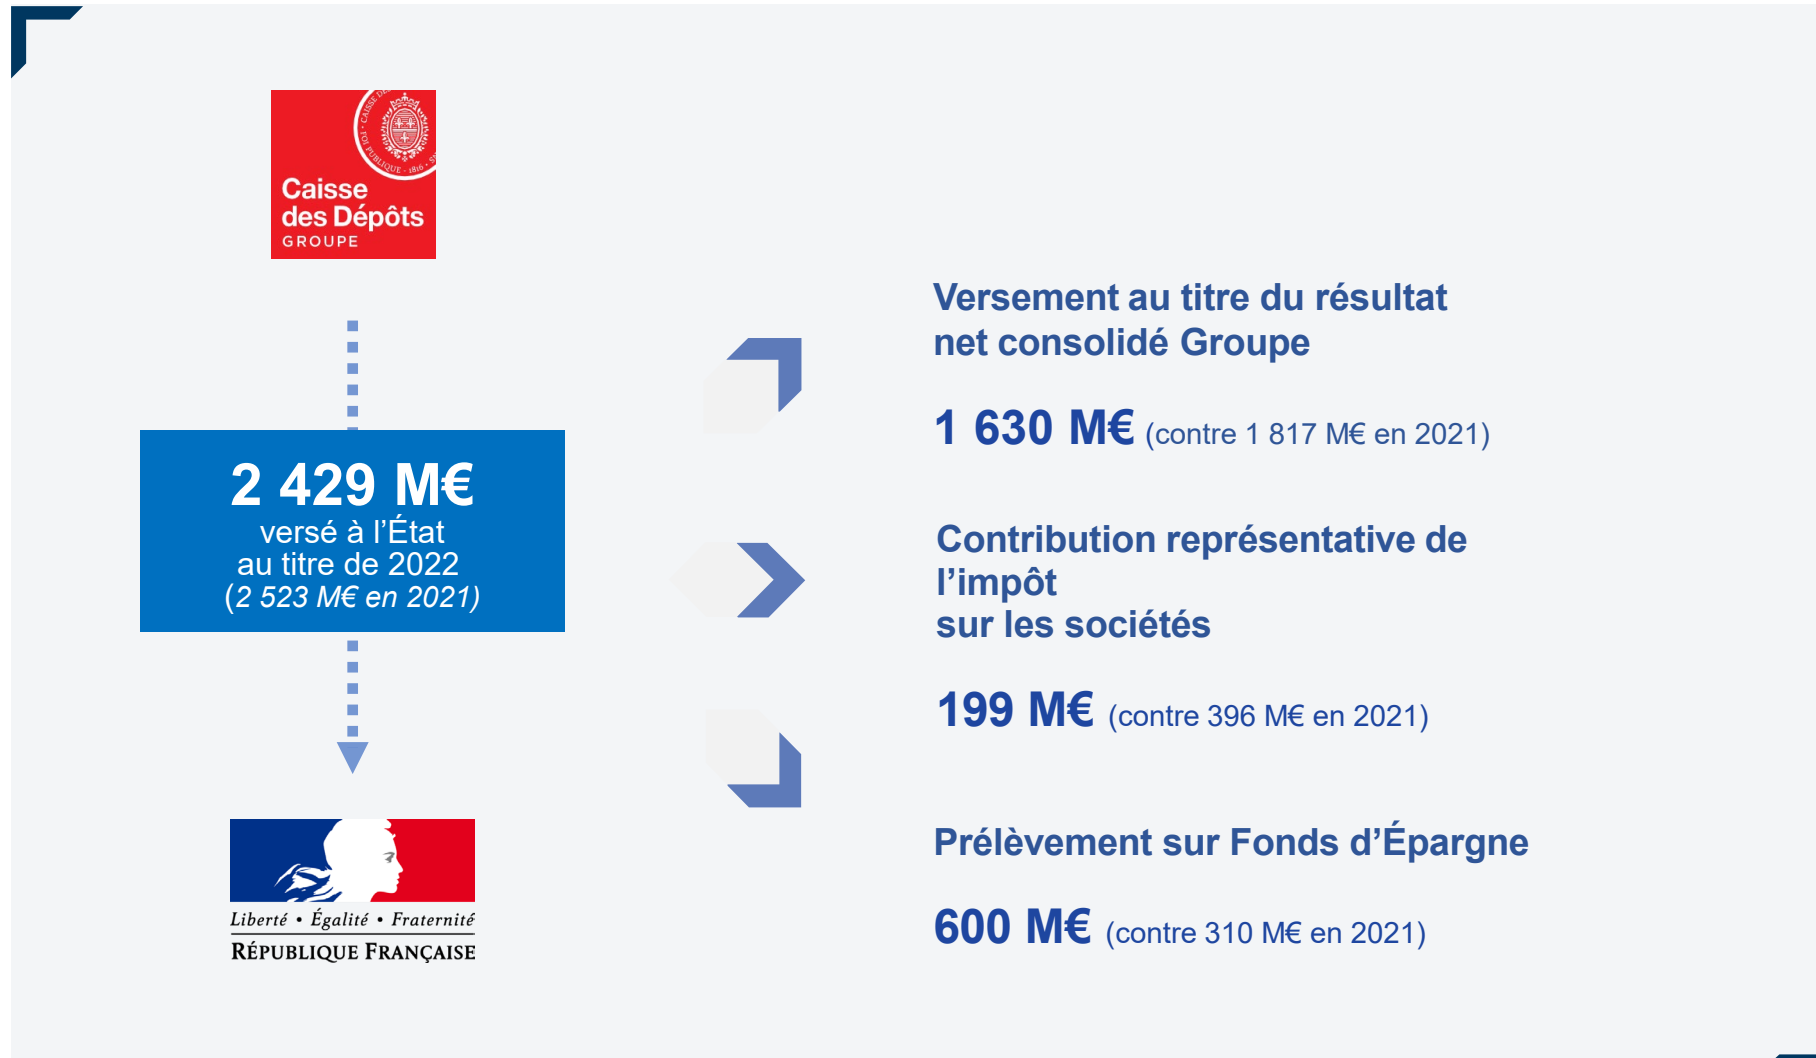 Caisse
des Dépôts
GROUPE
2 429 M€
versé à l’État
au titre de 2022
(2 523 M€ en 2021)
Liberté • Égalité • Fraternité
RÉPUBLIQUE FRANÇAISE
Versement au titre du résultat
net consolidé Groupe
1 630 M€ (contre 1 817 M€ en 2021)
Contribution représentative de
l’impôt
sur les sociétés
199 M€ (contre 396 M€ en 2021)
Prélèvement sur Fonds d’Épargne
600 M€ (contre 310 M€ en 2021)